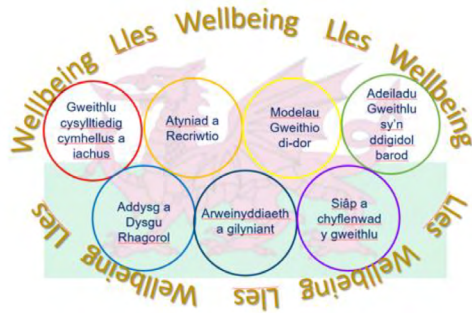 Wellbeing Lles Wellbeing Lles Wellbeing
Gweithlu
cysylltiedig
cymhellus a
iachus
Atyniad a
Recriwtio
Modelau
Gweithio
di-dor
Adeiladu
Gweithlu
sy'n
ddigidol
barod
Addysg a
Dysgu
Rhagorol
Arweinyddiaeth
a gilyniant
Siâp a
chyflenwad
y gweithlu
Lles Wellbeing Lles Wellbeing Lles